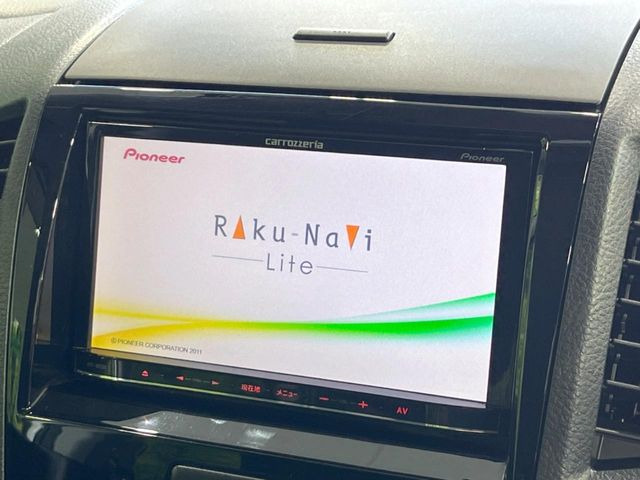 carrozzeria
Pioneer
Pioneer
Raku-Navi
Lite
© PIONEER CORPORATION 2011
現在地 メニュー − + AV